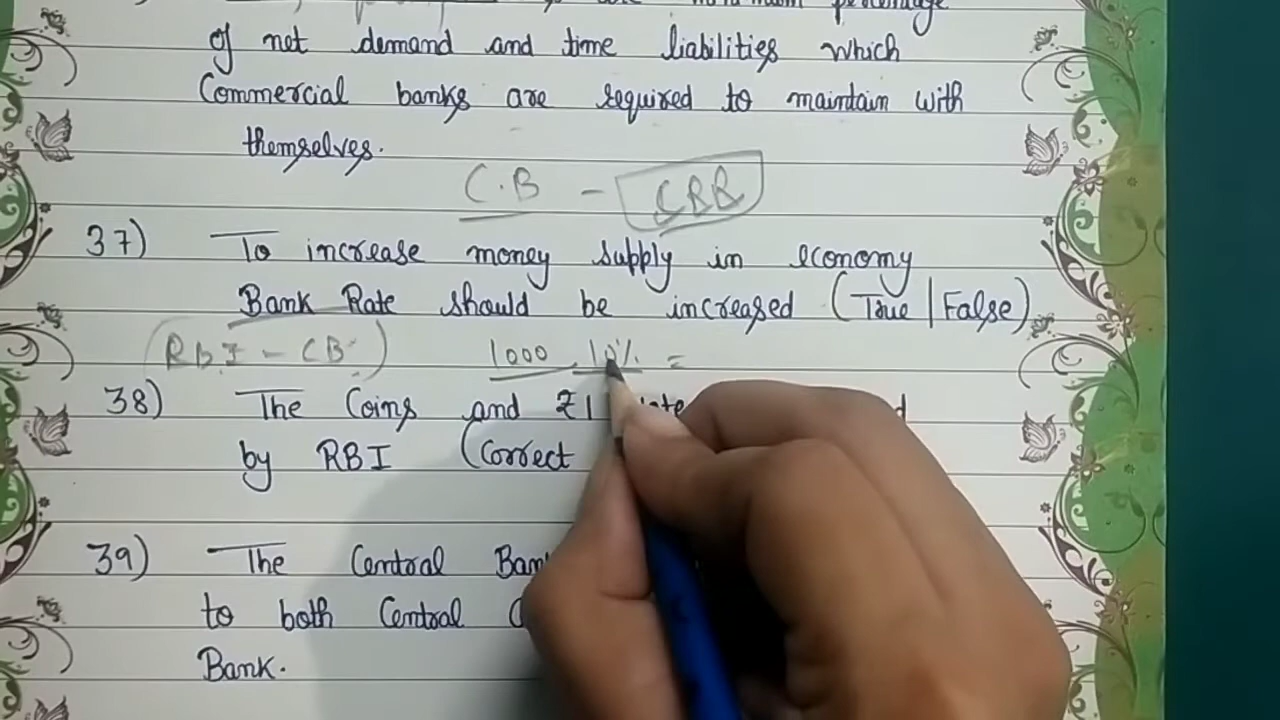 percentage
of net demand and time liabilities which
Commercial banks are required to maintain with
themselves.
C.B - CRR
37) To increase money supply in economy
Bank Rate should be increased (True | False)
(RBI - CB)
1000 10% =
38) The Coins and ₹1
by RBI (Correct
39) The Central Ban
to both Central
Bank.